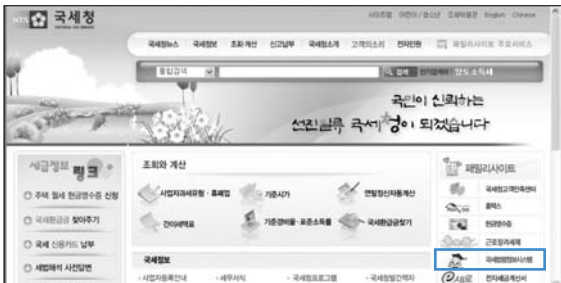 NTS 국세청
사이트맵 어린이/청소년 조세박물관 English Chinese
국세청뉴스 국세정보 조회·계산 신고납부 국세청소개 고객의소리 전자민원 패밀리사이트 주요서비스
통합검색 검색 인기검색어 양도소득세
국민이 신뢰하는
선진일류 국세청이 되겠습니다
세금정보 링크
주택 월세 현금영수증 신청
국세환급금 찾아주기
국세 신용카드 납부
세법해석 사전답변
조회와 계산
사업자과세유형·휴폐업 기준시가 연말정산자동계산
간이세액표 기준경비율·표준소득률 국세환급금찾기
국세정보
· 사업자등록안내 · 세무서식 · 국세청프로그램 · 국세청발간책자
패밀리사이트
국세청고객만족센터
홈택스
현금영수증
근로장려세제
국세법령정보시스템
전자세금계산서